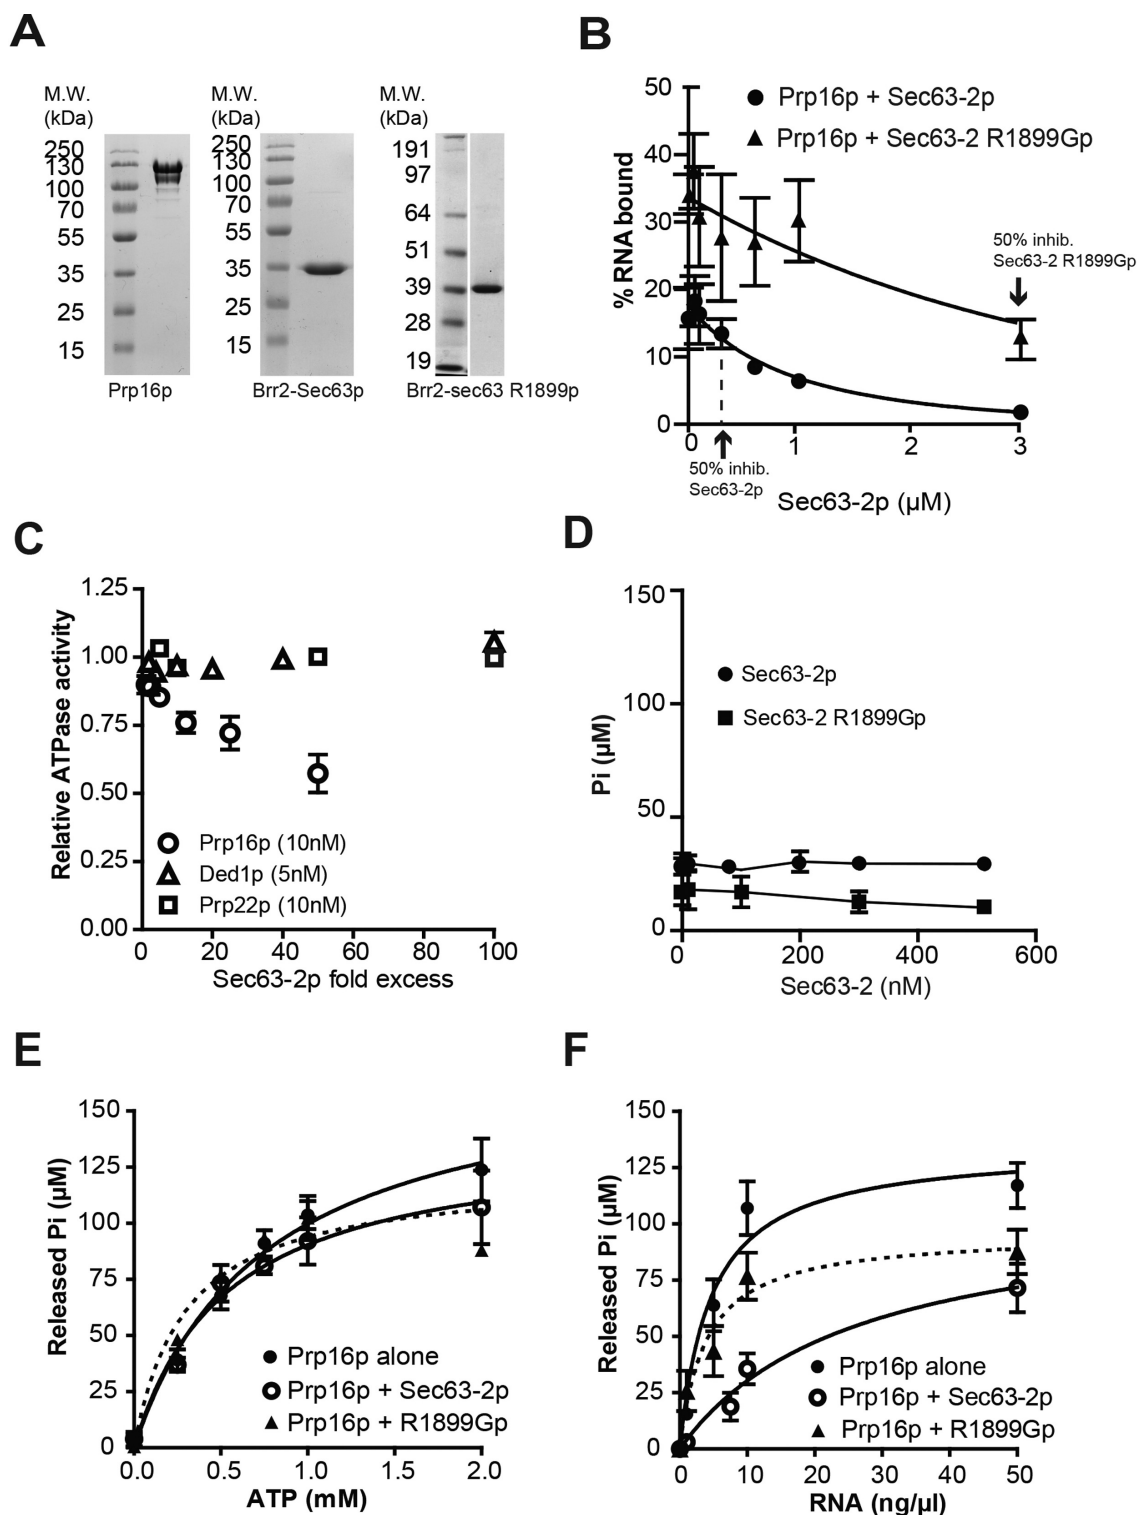 A
M.W.
(kDa)
250
130
100
70
55
35
25
15
Prp16p
M.W.
(kDa)
250
130
100
70
55
35
25
15
Brr2-Sec63p
M.W.
(kDa)
191
97
64
51
39
28
19
Brr2-sec63 R1899p
B
% RNA bound
50
40
30
20
10
0
Prp16p + Sec63-2p
Prp16p + Sec63-2 R1899Gp
50% inhib.
Sec63-2 R1899Gp
0 1 2 3
50% inhib.
Sec63-2p
Sec63-2p (µM)
C
Relative ATPase activity
1.25
1.00
0.75
0.50
0.25
0.00
Prp16p (10nM)
Ded1p (5nM)
Prp22p (10nM)
0 20 40 60 80 100
Sec63-2p fold excess
D
Pi (µM)
150
100
50
0
Sec63-2p
Sec63-2 R1899Gp
0 200 400 600
Sec63-2 (nM)
E
Released Pi (µM)
150
125
100
75
50
25
0
Prp16p alone
Prp16p + Sec63-2p
Prp16p + R1899Gp
0.0 0.5 1.0 1.5 2.0
ATP (mM)
F
Released Pi (µM)
150
125
100
75
50
25
0
Prp16p alone
Prp16p + Sec63-2p
Prp16p + R1899Gp
0 10 20 30 40 50
RNA (ng/µl)